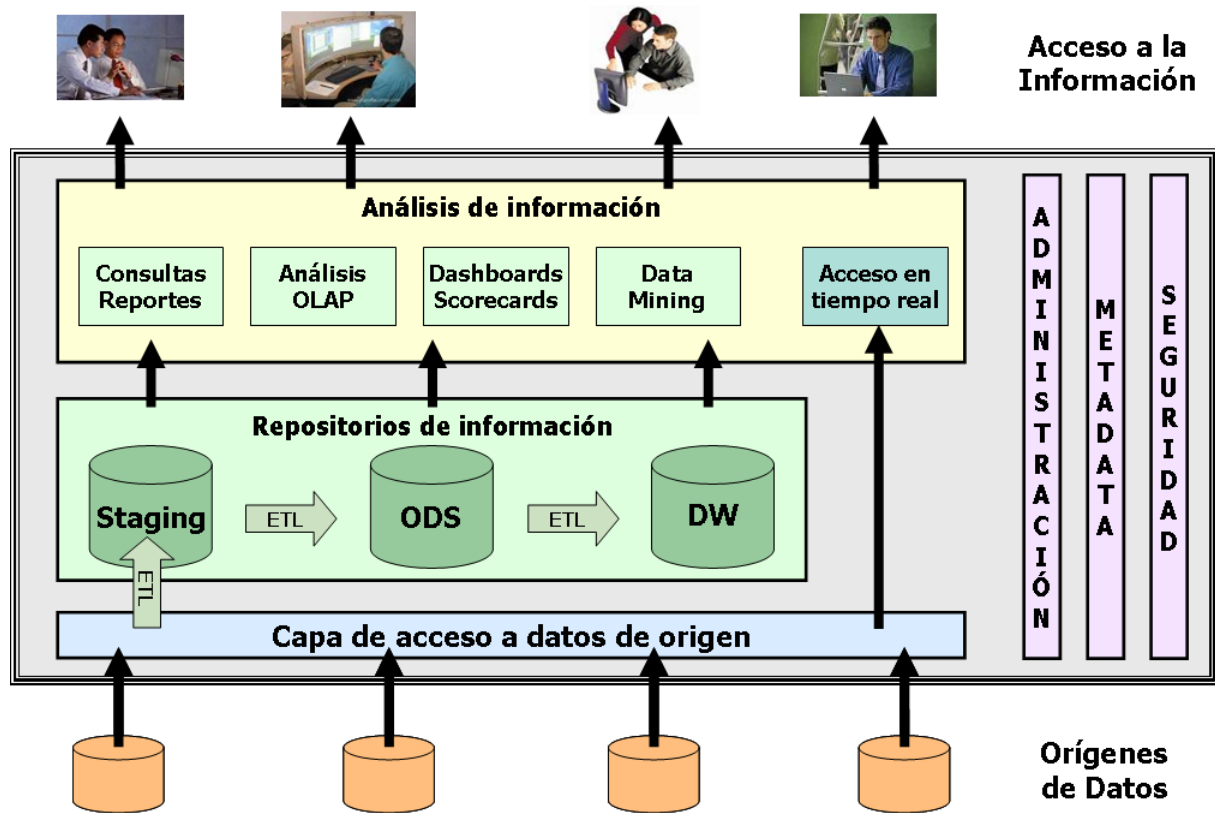 Acceso a la
Información
Análisis de información
Consultas
Reportes
Análisis
OLAP
Dashboards
Scorecards
Data
Mining
Acceso en
tiempo real
Repositorios de información
Staging
ETL
ODS
ETL
DW
ETL
Capa de acceso a datos de origen
ADMINISTRACIÓN
METADATA
SEGURIDAD
Orígenes
de Datos